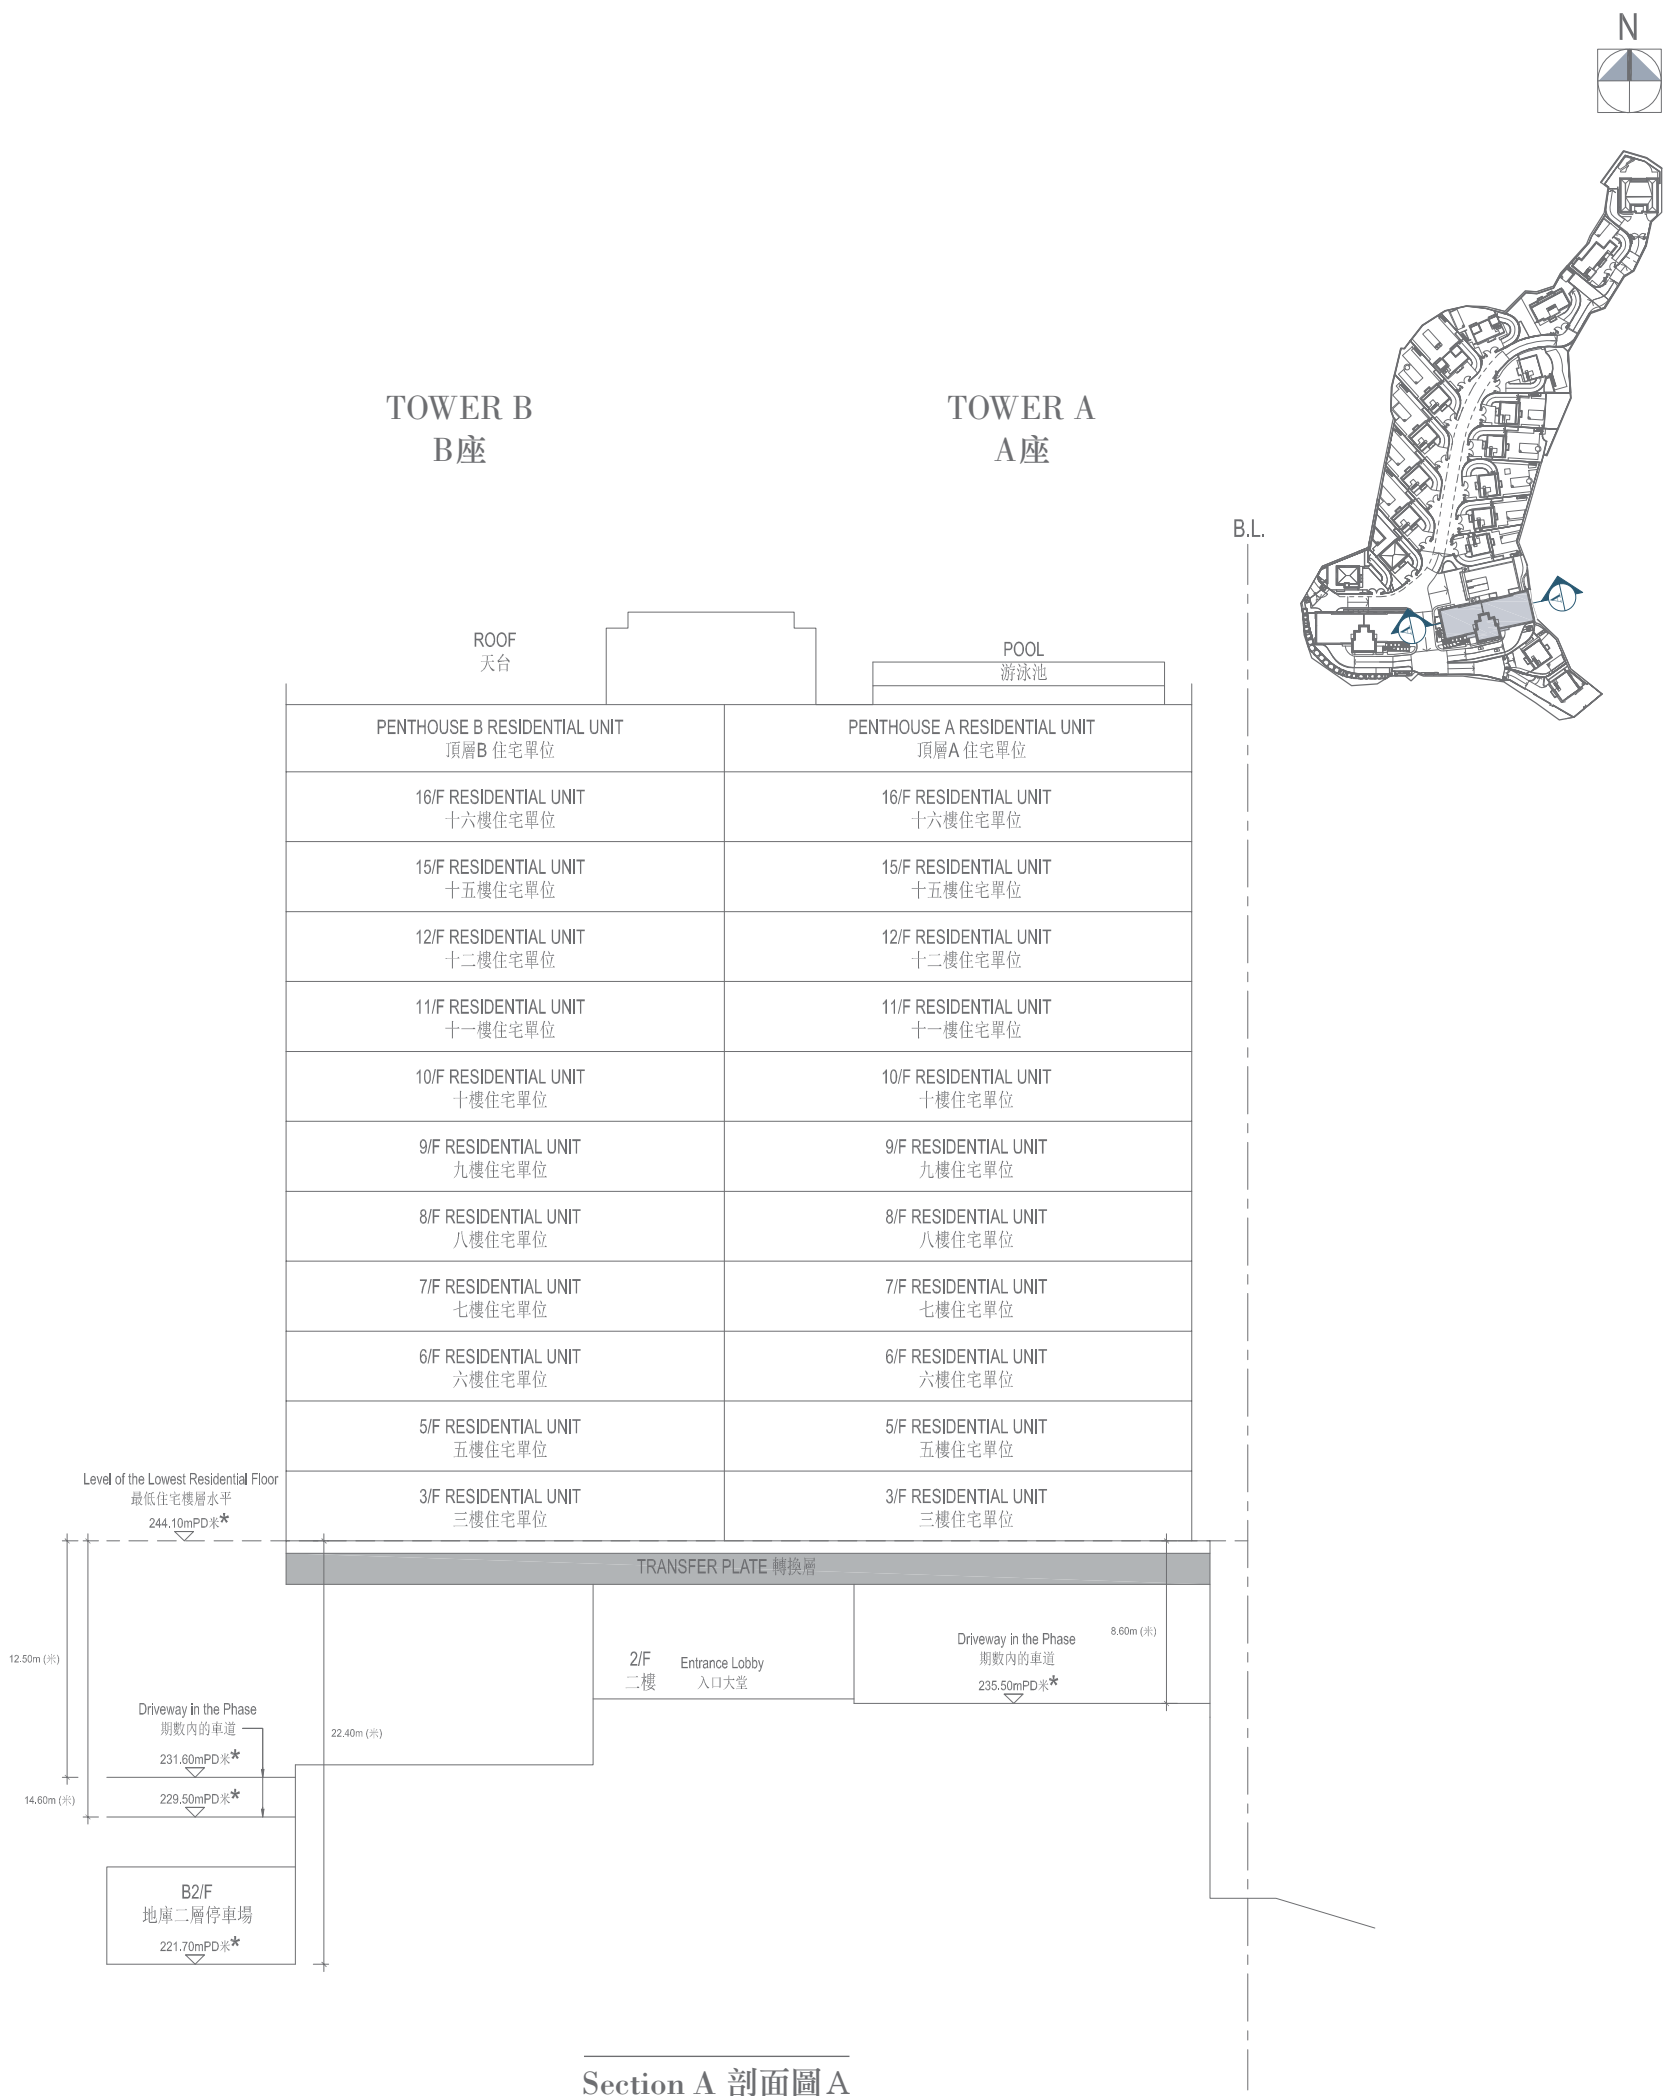 N
TOWER B
B座
TOWER A
A座
B.L.
ROOF
天台
POOL
游泳池
PENTHOUSE B RESIDENTIAL UNIT
頂層B 住宅單位
PENTHOUSE A RESIDENTIAL UNIT
頂層A 住宅單位
16/F RESIDENTIAL UNIT
十六樓住宅單位
16/F RESIDENTIAL UNIT
十六樓住宅單位
15/F RESIDENTIAL UNIT
十五樓住宅單位
15/F RESIDENTIAL UNIT
十五樓住宅單位
12/F RESIDENTIAL UNIT
十二樓住宅單位
12/F RESIDENTIAL UNIT
十二樓住宅單位
11/F RESIDENTIAL UNIT
十一樓住宅單位
11/F RESIDENTIAL UNIT
十一樓住宅單位
10/F RESIDENTIAL UNIT
十樓住宅單位
10/F RESIDENTIAL UNIT
十樓住宅單位
9/F RESIDENTIAL UNIT
九樓住宅單位
9/F RESIDENTIAL UNIT
九樓住宅單位
8/F RESIDENTIAL UNIT
八樓住宅單位
8/F RESIDENTIAL UNIT
八樓住宅單位
7/F RESIDENTIAL UNIT
七樓住宅單位
7/F RESIDENTIAL UNIT
七樓住宅單位
6/F RESIDENTIAL UNIT
六樓住宅單位
6/F RESIDENTIAL UNIT
六樓住宅單位
5/F RESIDENTIAL UNIT
五樓住宅單位
5/F RESIDENTIAL UNIT
五樓住宅單位
Level of the Lowest Residential Floor
最低住宅樓層水平
244.10mPD米*
3/F RESIDENTIAL UNIT
三樓住宅單位
3/F RESIDENTIAL UNIT
三樓住宅單位
TRANSFER PLATE 轉換層
12.50m (米)
2/F
二樓
Entrance Lobby
入口大堂
Driveway in the Phase
期數內的車道
235.50mPD米*
8.60m (米)
Driveway in the Phase
期數內的車道
231.60mPD米*
22.40m (米)
14.60m (米)
229.50mPD米*
B2/F
地庫二層停車場
221.70mPD米*
A
A
Section A 剖面圖A